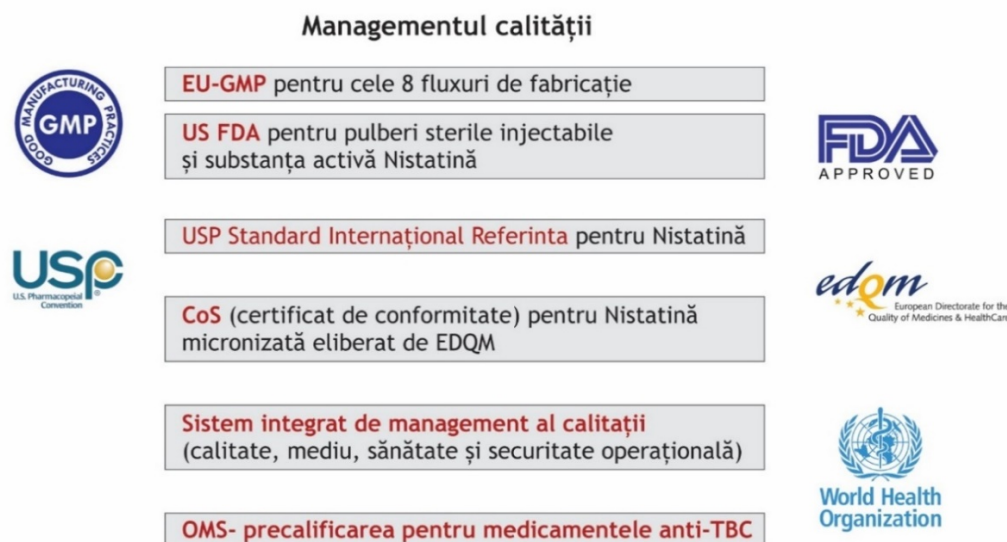 Managementul calității
GOOD MANUFACTURING PRACTICES
GMP
EU-GMP pentru cele 8 fluxuri de fabricație
US FDA pentru pulberi sterile injectabile
și substanța activă Nistatină
FDA
APPROVED
USP Standard Internațional Referinta pentru Nistatină
USP
U.S. Pharmacopeial
Convention
CoS (certificat de conformitate) pentru Nistatină
micronizată eliberat de EDQM
edQm
European Directorate for the
Quality of Medicines & HealthCare
Sistem integrat de management al calitații
(calitate, mediu, sănătate și securitate operațională)
World Health
Organization
OMS- precalificarea pentru medicamentele anti-TBC